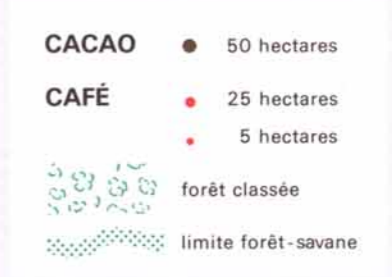 CACAO 50 hectares
CAFÉ 25 hectares
5 hectares
forêt classée
limite forêt-savane